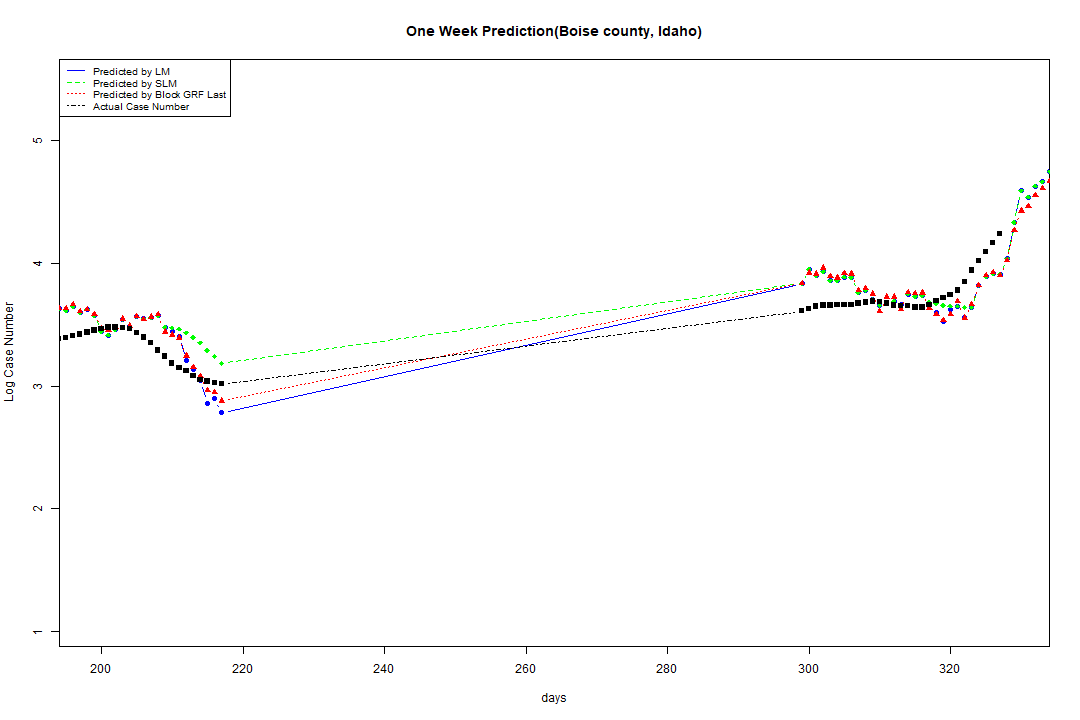 One Week Prediction(Boise county, Idaho)
Predicted by LM
Predicted by SLM
Predicted by Block GRF Last
Actual Case Number
5
4
3
2
1
Log Case Number
200
220
240
260
280
300
320
days